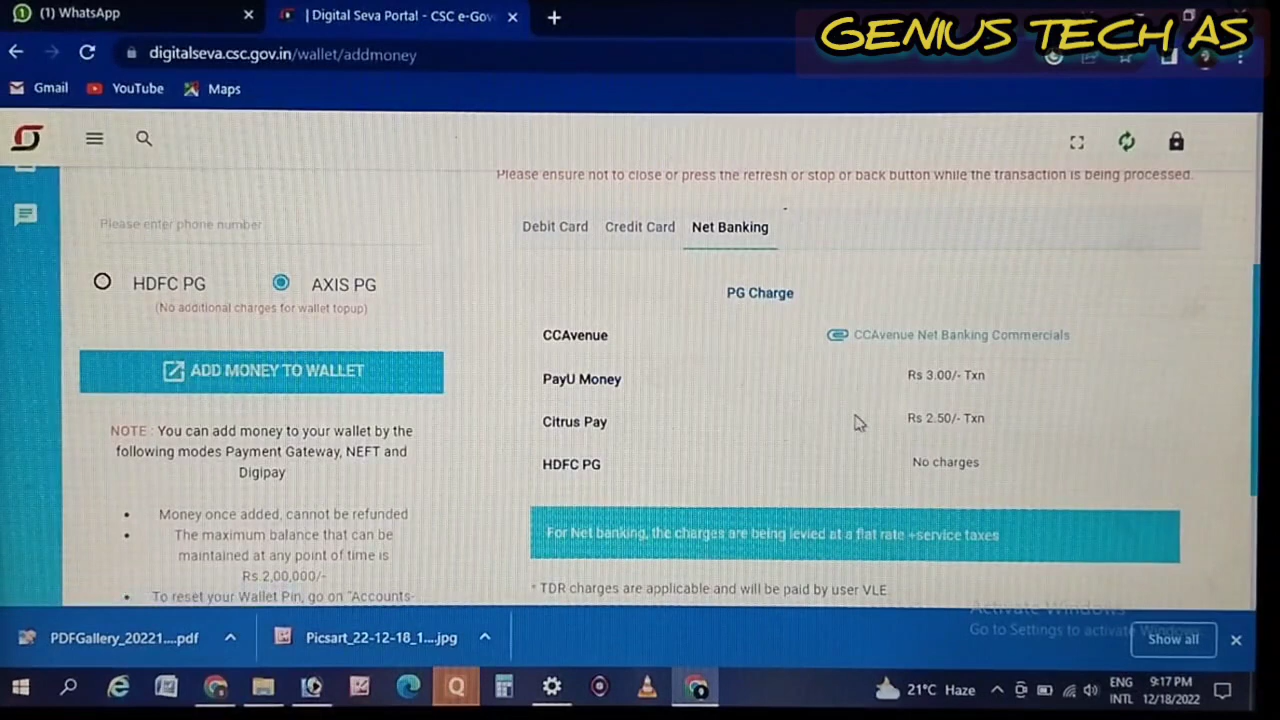 (1) WhatsApp
| Digital Seva Portal - CSC e-Gov
GENIUS TECH AS
digitalseva.csc.gov.in/wallet/addmoney
Gmail
YouTube
Maps
Please ensure not to close or press the refresh or stop or back button while the transaction is being processed.
Please enter phone number
Debit Card
Credit Card
Net Banking
HDFC PG
AXIS PG
(No additional charges for wallet topup)
PG Charge
CCAvenue
CCAvenue Net Banking Commercials
ADD MONEY TO WALLET
PayU Money
Rs 3.00/- Txn
Citrus Pay
Rs 2.50/- Txn
NOTE : You can add money to your wallet by the
following modes Payment Gateway, NEFT and
Digipay
HDFC PG
No charges
Money once added, cannot be refunded
The maximum balance that can be
maintained at any point of time is
Rs.2,00,000/-
To reset your Wallet Pin, go on "Accounts-
For Net banking, the charges are being levied at a flat rate +service taxes
* TDR charges are applicable and will be paid by user VLE
Activate Windows
Go to Settings to activate Windows
PDFGallery_20221....pdf
Picsart_22-12-18_1....jpg
Show all
21°C Haze
ENG
INTL
9:17 PM
12/18/2022